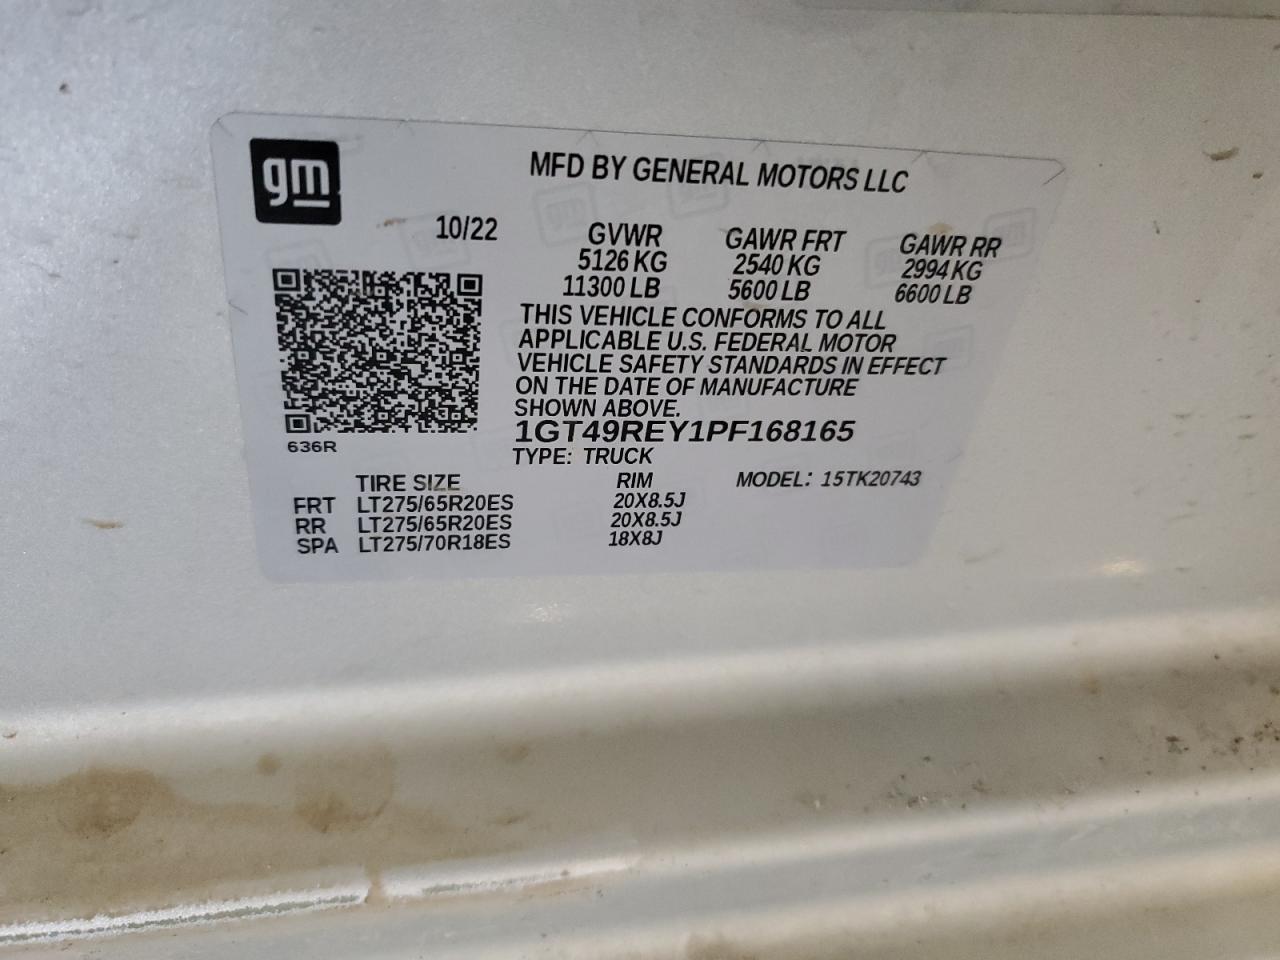 gm
MFD BY GENERAL MOTORS LLC
10/22
GVWR GAWR FRT GAWR RR
5126 KG 2540 KG 2994 KG
11300 LB 5600 LB 6600 LB
THIS VEHICLE CONFORMS TO ALL
APPLICABLE U.S. FEDERAL MOTOR
VEHICLE SAFETY STANDARDS IN EFFECT
ON THE DATE OF MANUFACTURE
SHOWN ABOVE.
636R
1GT49REY1PF168165
TYPE: TRUCK
TIRE SIZE RIM MODEL: 15TK20743
FRT LT275/65R20ES 20X8.5J
RR LT275/65R20ES 20X8.5J
SPA LT275/70R18ES 18X8J